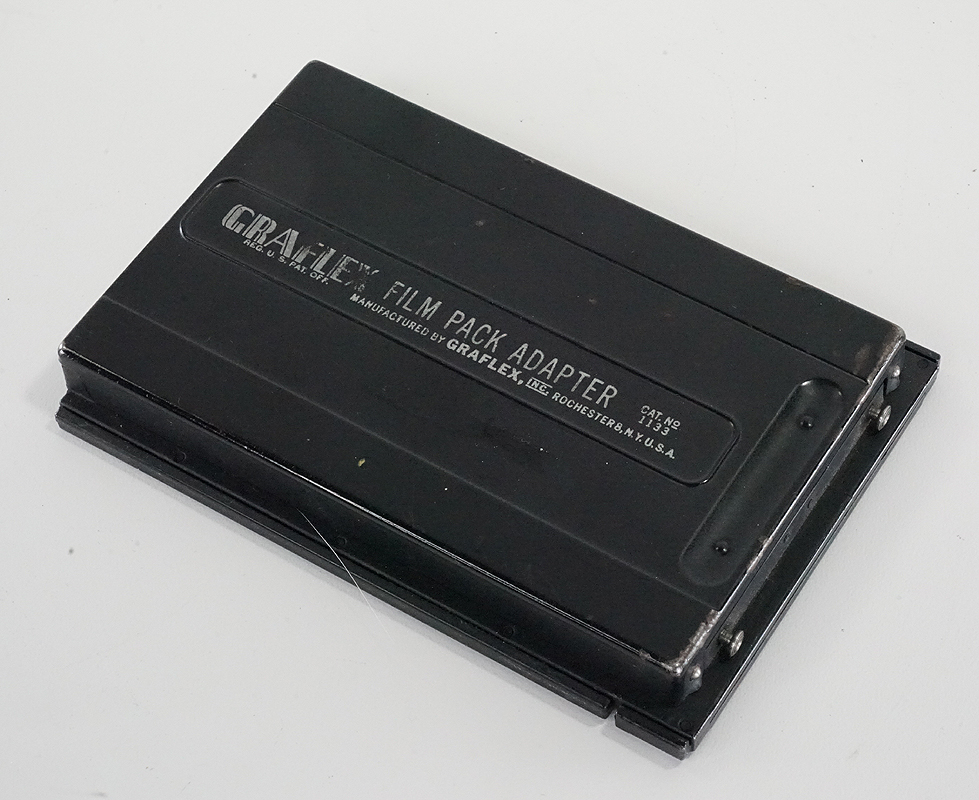 GRAFLEX FILM PACK ADAPTER
REG. U. S. PAT. OFF.
MANUFACTURED BY GRAFLEX, INC. ROCHESTER 8, N.Y. U.S.A.
CAT. No
1133